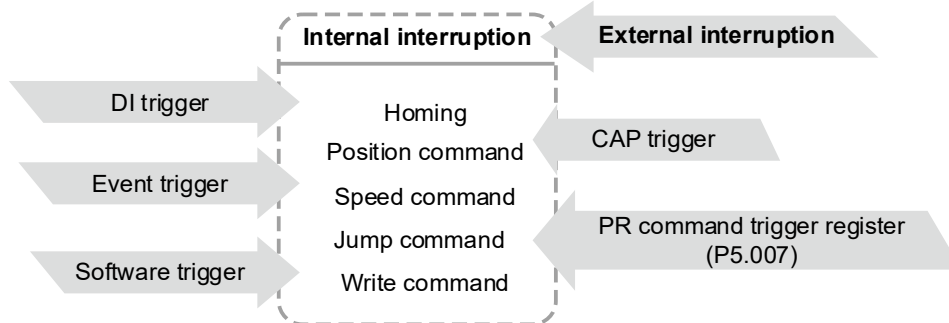 Internal interruption
External interruption
DI trigger
Homing
CAP trigger
Position command
Event trigger
Speed command
PR command trigger register
(P5.007)
Jump command
Software trigger
Write command